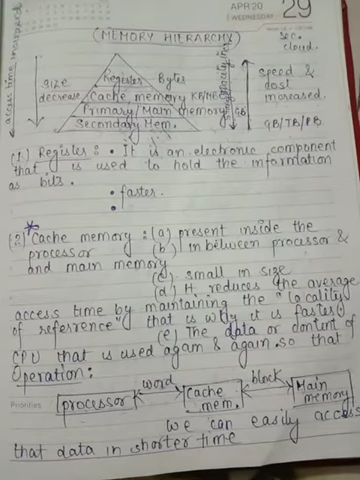 APR 20 29
WEDNESDAY
(MEMORY HIERARCHY)
sec.
cloud.
access time increased
size
decrease
Register Bytes
Cache memory KB/MB
Primary/Main memory GB
Secondary Mem.
speed &
cost
increased.
GB/TB/PB
(1) Register : • It is an electronic component
that is used to hold the information
as bits.
• faster.
•
(2)* Cache memory : (a) present inside the
processor (b) in between processor &
and main memory
(c) small in size
(d) It reduces the average
access time by maintaining the "locality
of referrence" that is why it is faster(.)
(e) The data or content of
CPU that is used again & again so that
Operation:
Priorities
processor word Cache mem. block Main memory
we can easily access
that data in shorter time